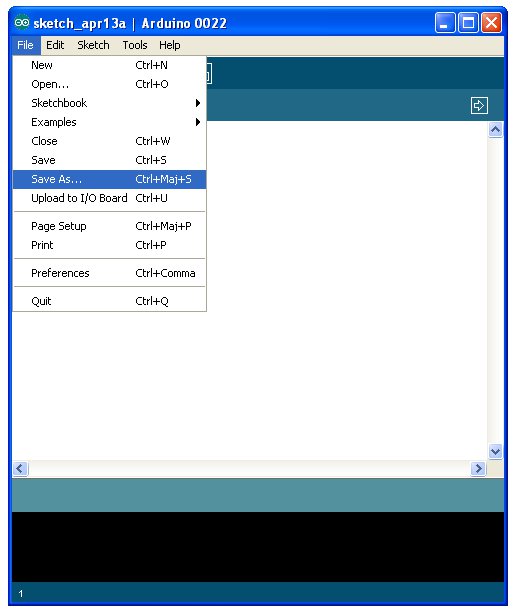 sketch_apr13a | Arduino 0022
File Edit Sketch Tools Help
New Ctrl+N
Open... Ctrl+O
Sketchbook
Examples
Close Ctrl+W
Save Ctrl+S
Save As... Ctrl+Maj+S
Upload to I/O Board Ctrl+U
Page Setup Ctrl+Maj+P
Print Ctrl+P
Preferences Ctrl+Comma
Quit Ctrl+Q
1